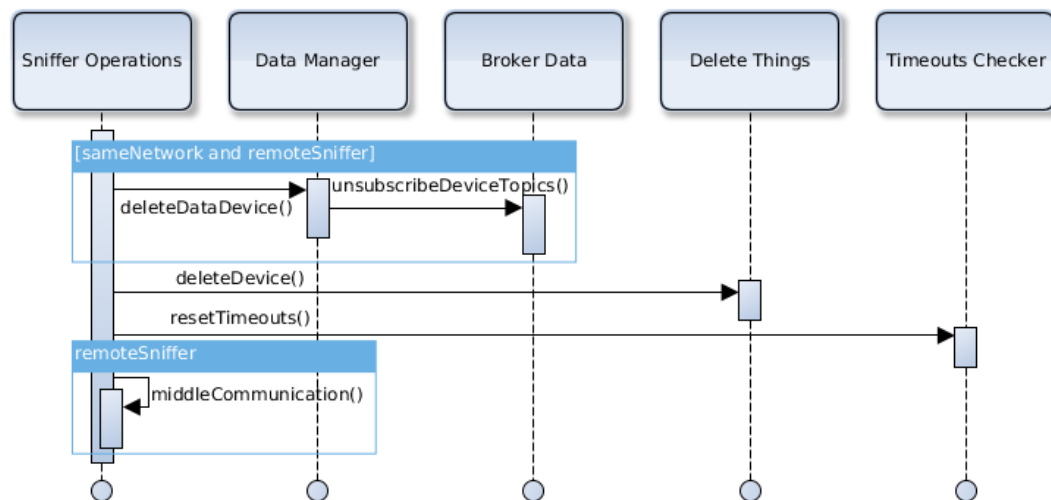 Sniffer Operations
Data Manager
Broker Data
Delete Things
Timeouts Checker
[sameNetwork and remoteSniffer]
unsubscribeDeviceTopics()
deleteDataDevice()
deleteDevice()
resetTimeouts()
remoteSniffer
middleCommunication()